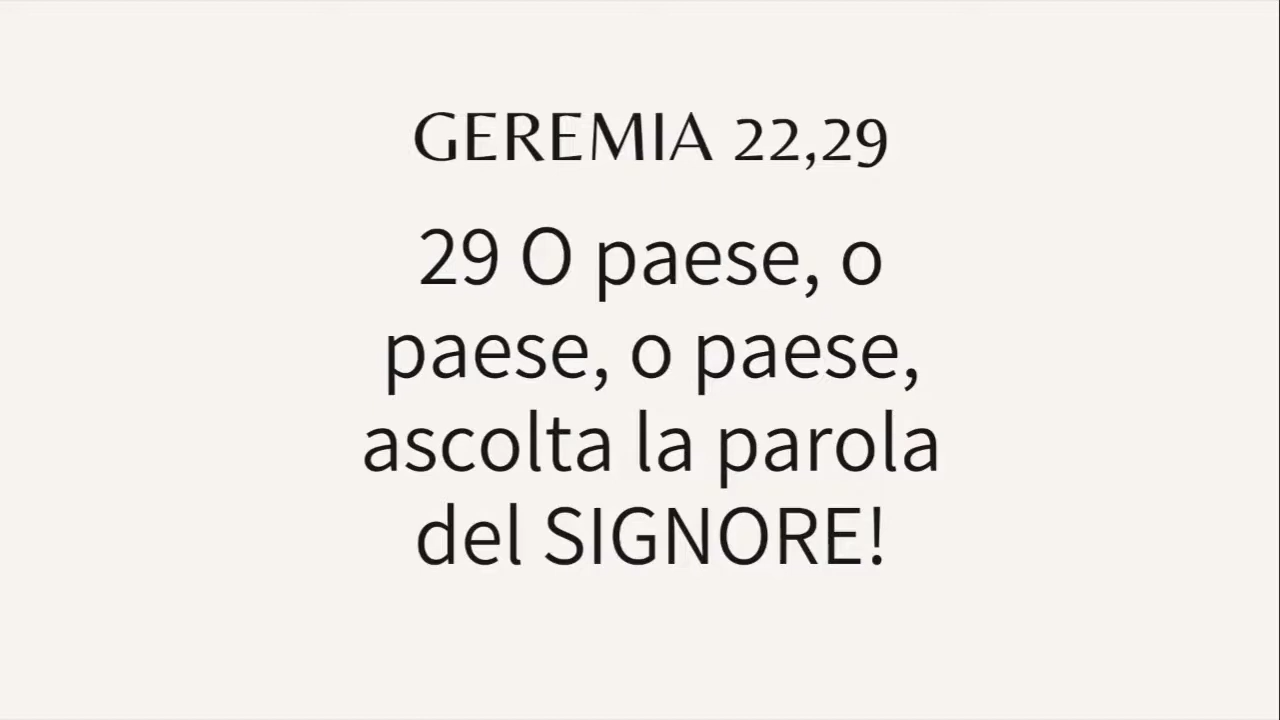 GEREMIA 22,29
29 O paese, o
paese, o paese,
ascolta la parola
del SIGNORE!